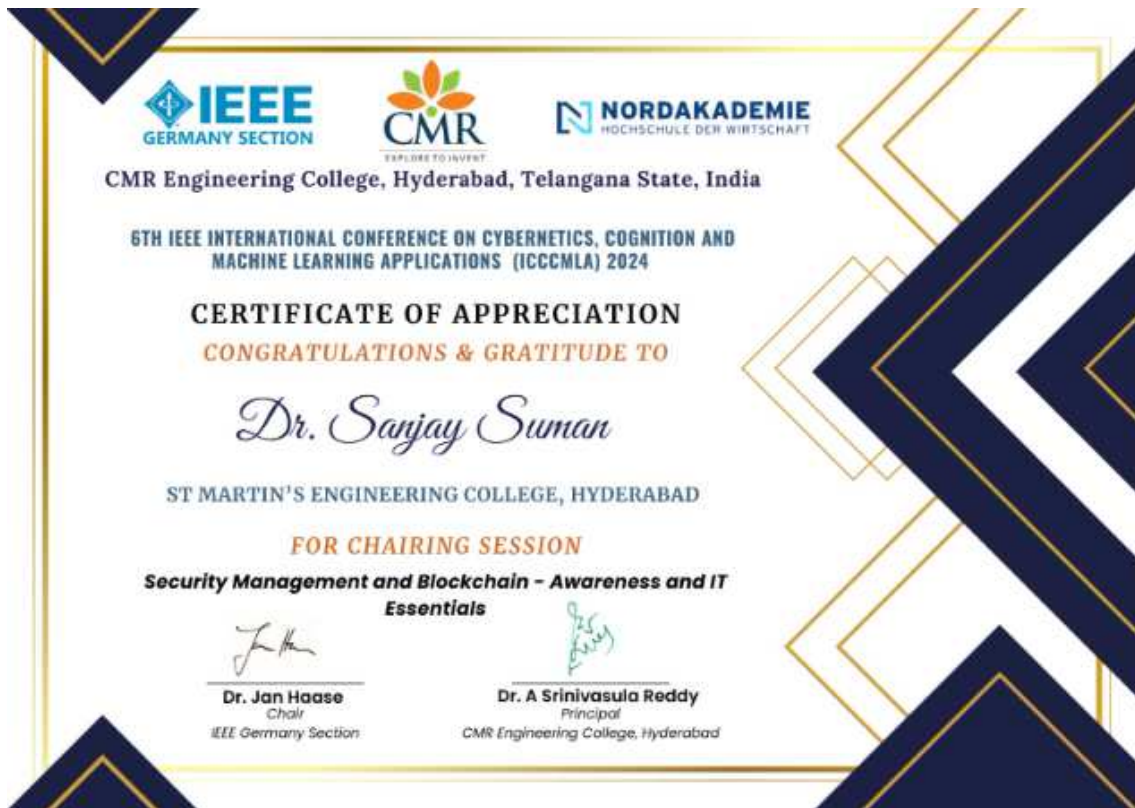 IEEE
GERMANY SECTION
CMR
EXPLORE TO INVENT
NORDAKADEMIE
HOCHSCHULE DER WIRTSCHAFT
CMR Engineering College, Hyderabad, Telangana State, India
6TH IEEE INTERNATIONAL CONFERENCE ON CYBERNETICS, COGNITION AND
MACHINE LEARNING APPLICATIONS (ICCCMLA) 2024
CERTIFICATE OF APPRECIATION
CONGRATULATIONS & GRATITUDE TO
Dr. Sanjay Suman
ST MARTIN'S ENGINEERING COLLEGE, HYDERABAD
FOR CHAIRING SESSION
Security Management and Blockchain - Awareness and IT
Essentials
Dr. Jan Haase
Chair
IEEE Germany Section
Dr. A Srinivasula Reddy
Principal
CMR Engineering College, Hyderabad